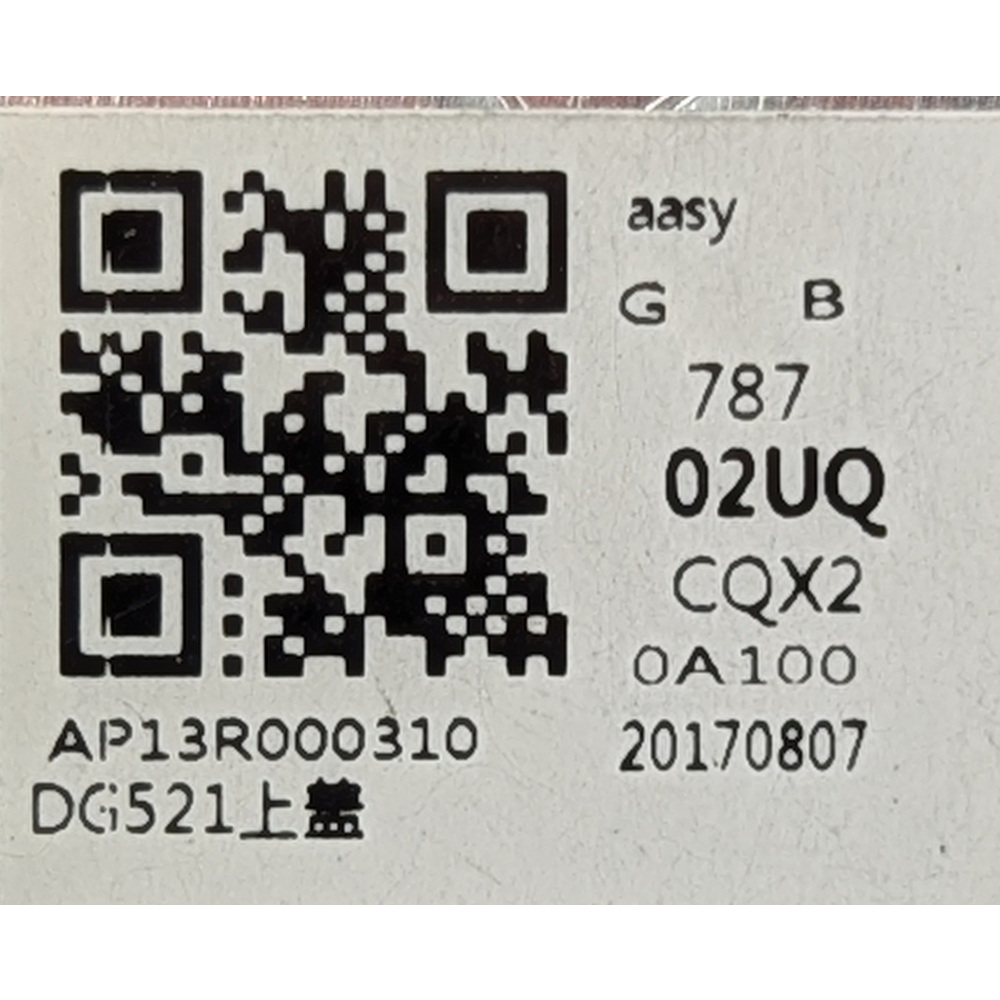 aasy
G B
787
02UQ
CQX2
0A100
20170807
AP13R000310
DG521上盖